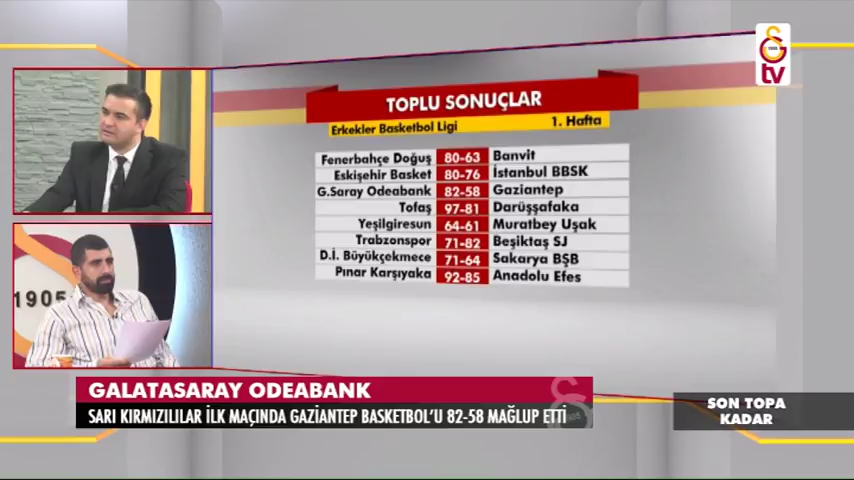 1905
tv
TOPLU SONUÇLAR
Erkekler Basketbol Ligi 1. Hafta
Fenerbahçe Doğuş 80-63 Banvit
Eskişehir Basket 80-76 İstanbul BBSK
G.Saray Odeabank 82-58 Gaziantep
Tofaş 97-81 Darüşşafaka
Yeşilgiresun 64-61 Muratbey Uşak
Trabzonspor 71-82 Beşiktaş SJ
D.İ. Büyükçekmece 71-64 Sakarya BŞB
Pınar Karşıyaka 92-85 Anadolu Efes
1905
GALATASARAY ODEABANK
SARI KIRMIZILILAR İLK MAÇINDA GAZİANTEP BASKETBOL'U 82-58 MAĞLUP ETTİ
SON TOPA
KADAR